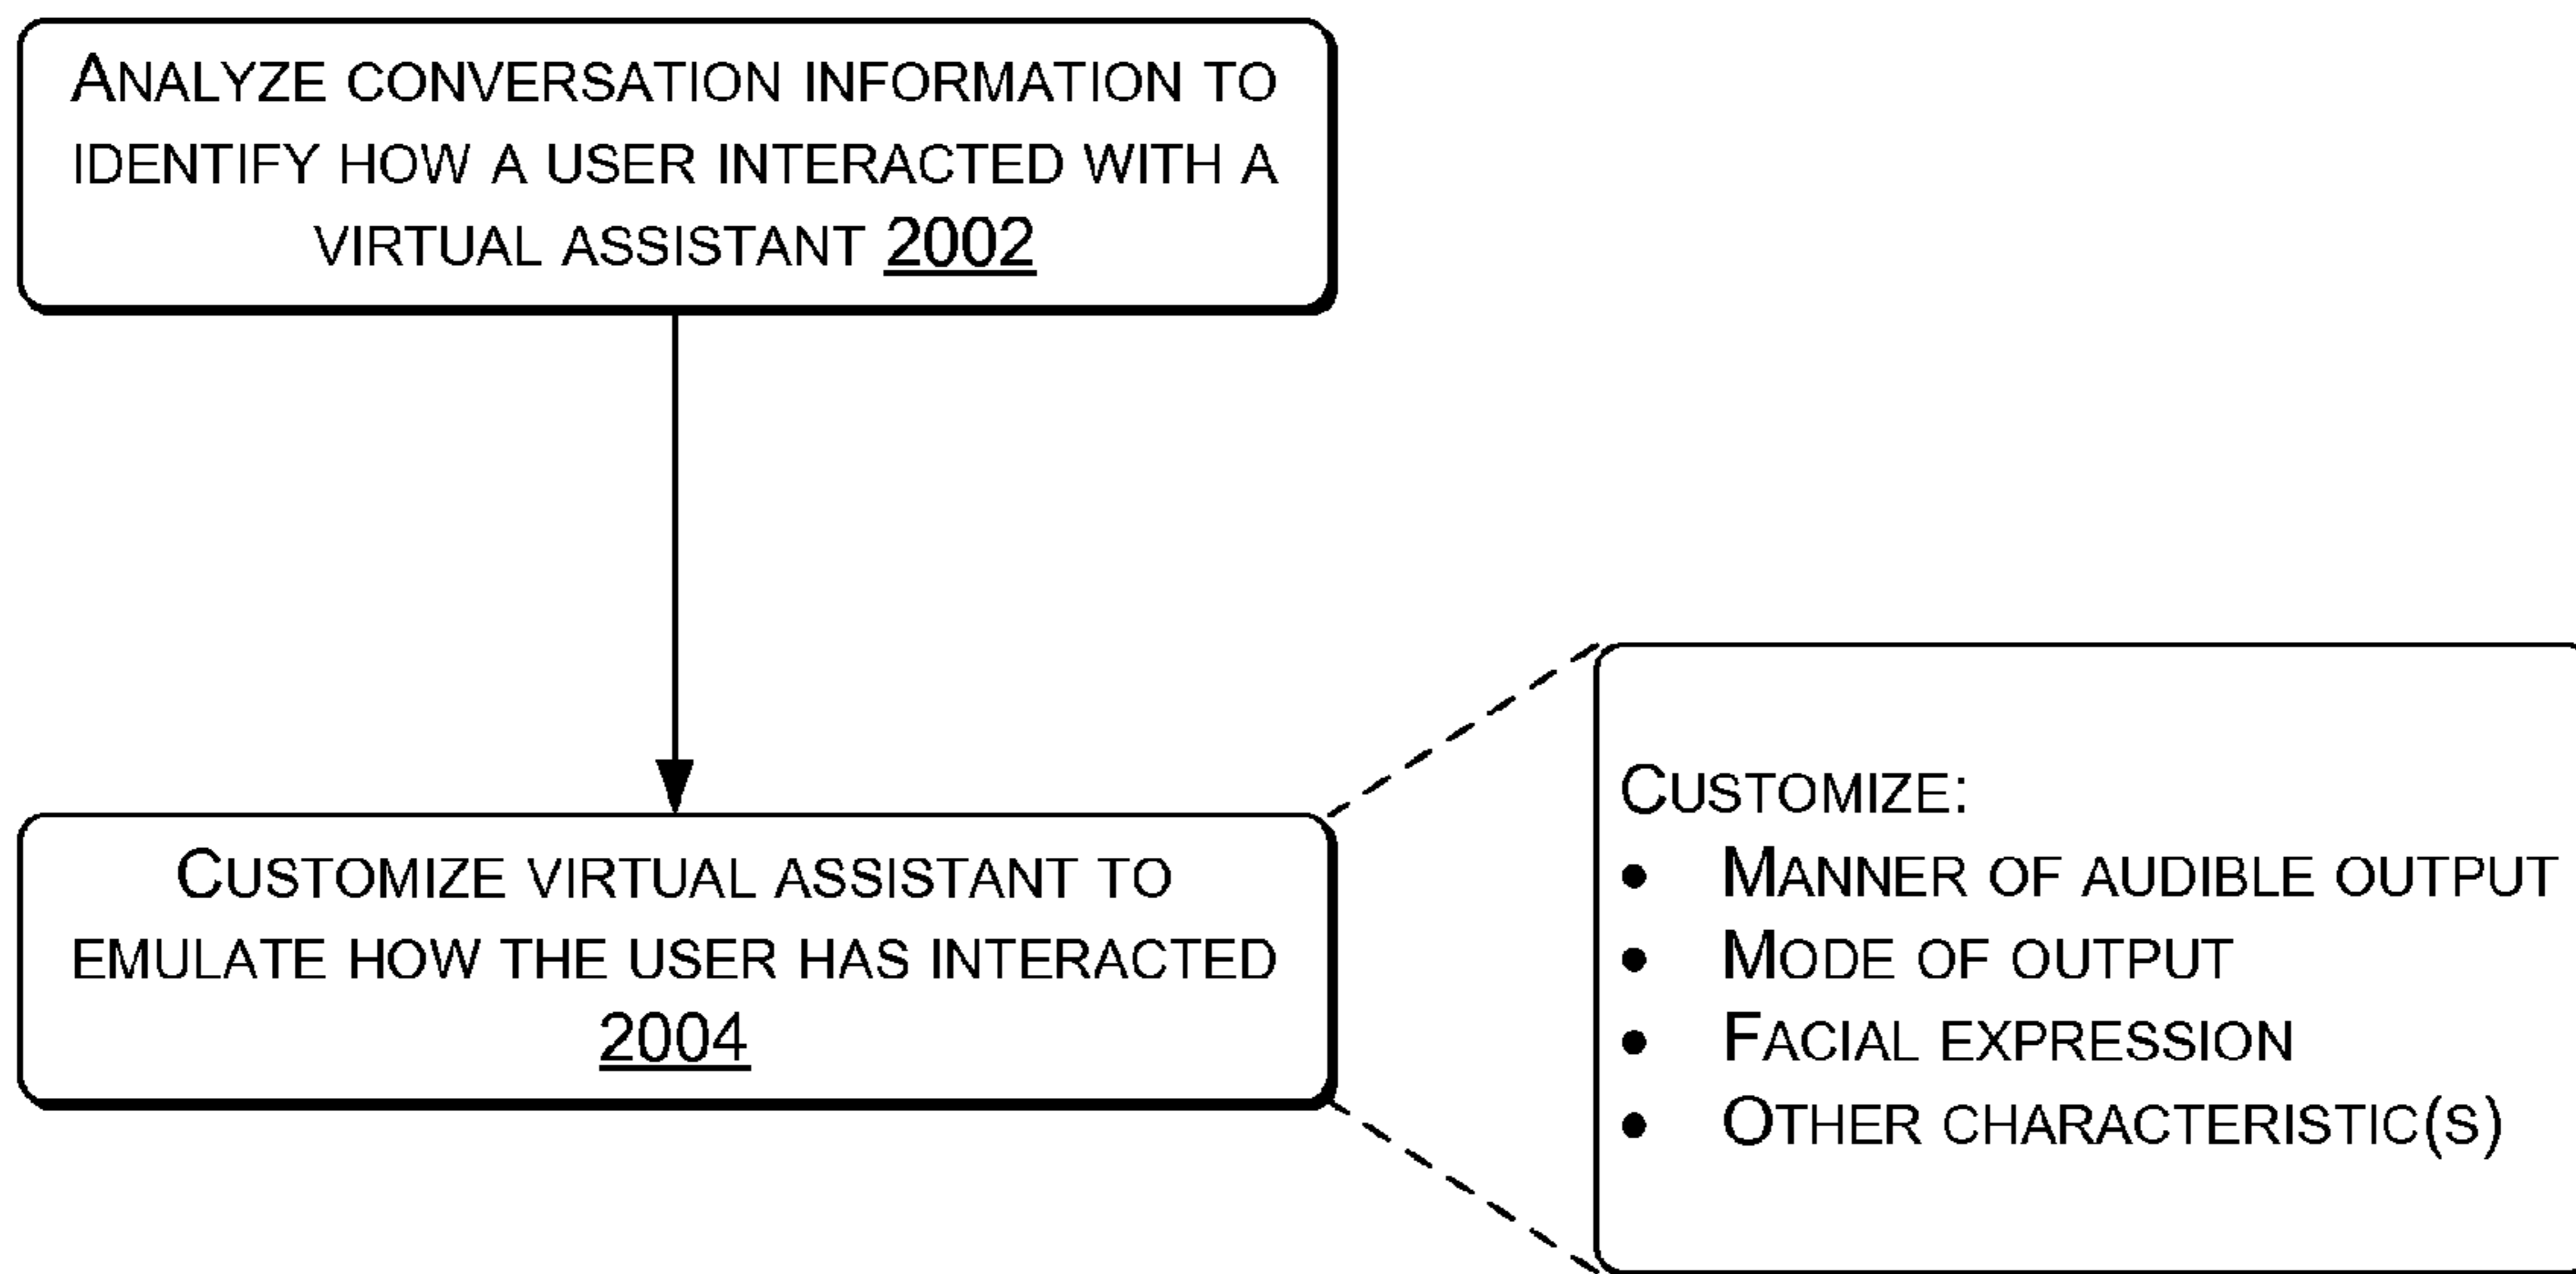 ANALYZE CONVERSATION INFORMATION TO
IDENTIFY HOW A USER INTERACTED WITH A
VIRTUAL ASSISTANT 2002
CUSTOMIZE VIRTUAL ASSISTANT TO
EMULATE HOW THE USER HAS INTERACTED
2004
CUSTOMIZE:
• MANNER OF AUDIBLE OUTPUT
• MODE OF OUTPUT
• FACIAL EXPRESSION
• OTHER CHARACTERISTIC(S)